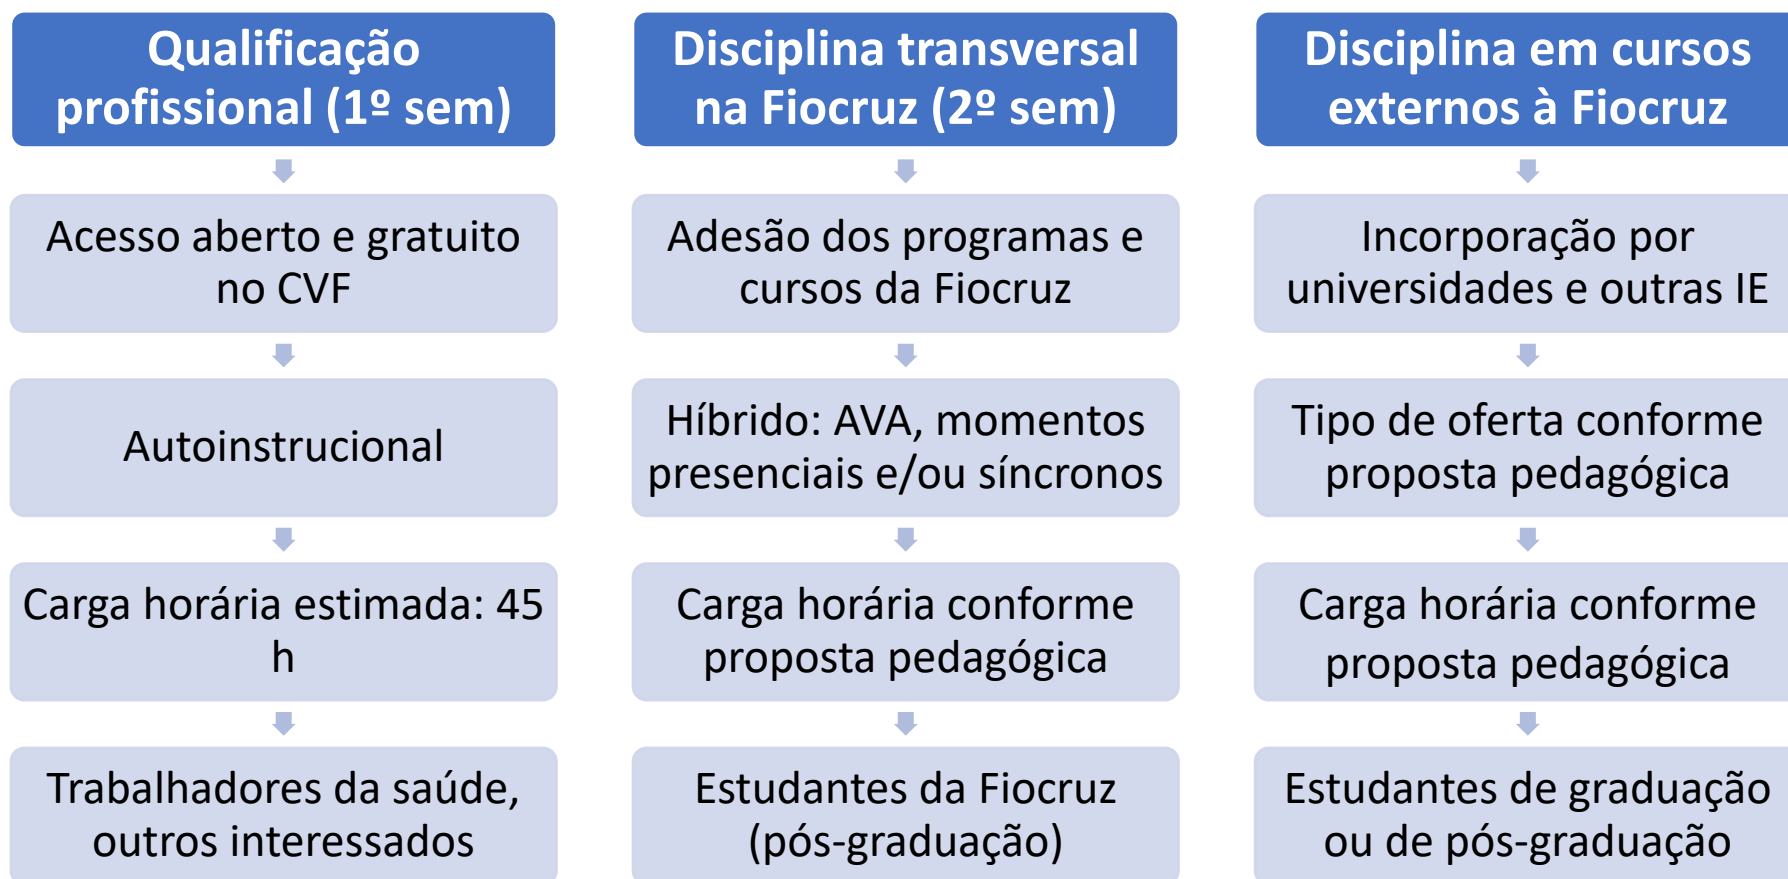 Qualificação
profissional (1º sem)
Acesso aberto e gratuito
no CVF
Autoinstrucional
Carga horária estimada: 45
h
Trabalhadores da saúde,
outros interessados
Disciplina transversal
na Fiocruz (2º sem)
Adesão dos programas e
cursos da Fiocruz
Híbrido: AVA, momentos
presenciais e/ou síncronos
Carga horária conforme
proposta pedagógica
Estudantes da Fiocruz
(pós-graduação)
Disciplina em cursos
externos à Fiocruz
Incorporação por
universidades e outras IE
Tipo de oferta conforme
proposta pedagógica
Carga horária conforme
proposta pedagógica
Estudantes de graduação
ou de pós-graduação